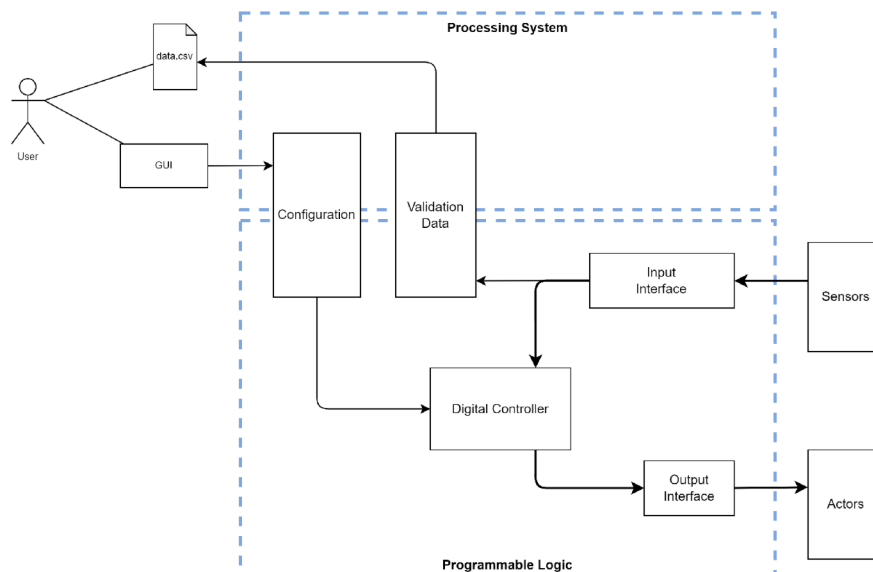 Processing System
data.csv
User
GUI
Configuration
Validation
Data
Input
Interface
Sensors
Digital Controller
Output
Interface
Actors
Programmable Logic